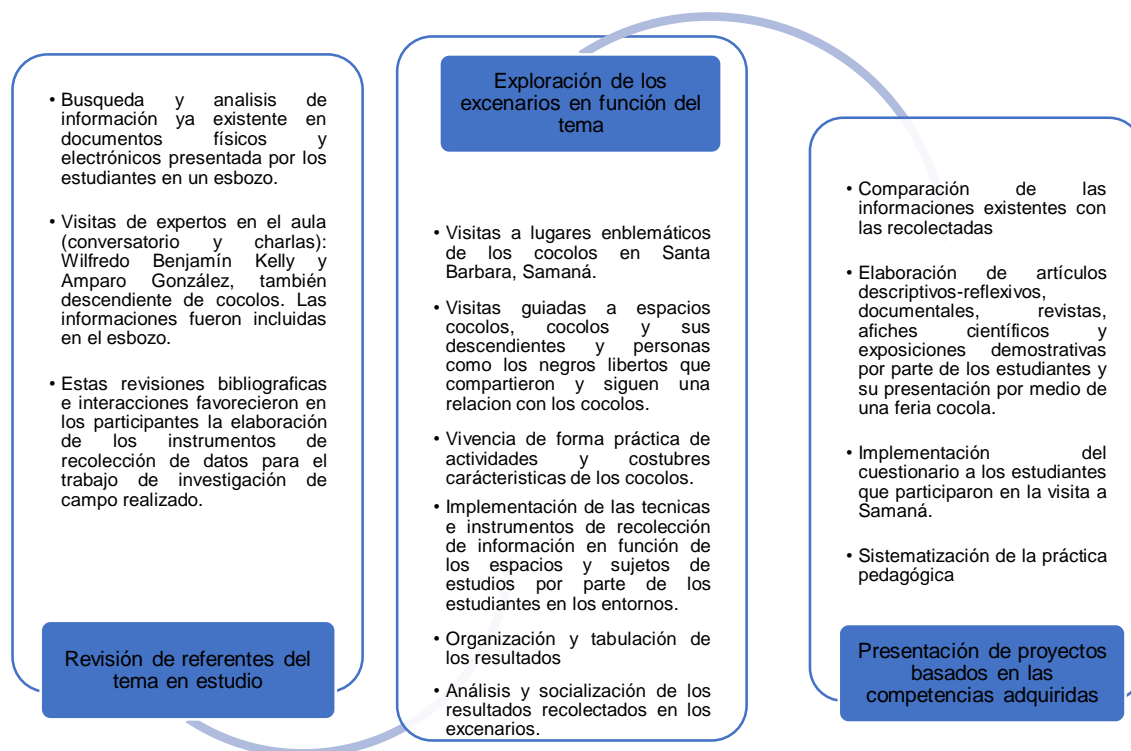 • Busqueda y analisis de
información ya existente en
documentos físicos y
electrónicos presentada por los
estudiantes en un esbozo.
• Visitas de expertos en el aula
(conversatorio y charlas):
Wilfredo Benjamín Kelly y
Amparo González, también
descendiente de cocolos. Las
informaciones fueron incluidas
en el esbozo.
• Estas revisiones bibliograficas
e interacciones favorecieron en
los participantes la elaboración
de los instrumentos de
recolección de datos para el
trabajo de investigación de
campo realizado.
Revisión de referentes del
tema en estudio
Exploración de los
excenarios en función del
tema
• Visitas a lugares enblemáticos
de los cocolos en Santa
Barbara, Samaná.
• Visitas guiadas a espacios
cocolos, cocolos y sus
descendientes y personas
como los negros libertos que
compartieron y siguen una
relacion con los cocolos.
• Vivencia de forma práctica de
actividades y costubres
carácteristicas de los cocolos.
• Implementación de las tecnicas
e instrumentos de recolección
de información en función de
los espacios y sujetos de
estudios por parte de los
estudiantes en los entornos.
• Organización y tabulación de
los resultados
• Análisis y socialización de los
resultados recolectados en los
escenarios.
• Comparación de las
informaciones existentes con
las recolectadas
• Elaboración de artículos
descriptivos-reflexivos,
documentales, revistas,
afiches científicos y
exposiciones demostrativas
por parte de los estudiantes y
su presentación por medio de
una feria cocola.
• Implementación del
cuestionario a los estudiantes
que participaron en la visita a
Samaná.
• Sistematización de la práctica
pedagógica
Presentación de proyectos
basados en las
competencias adquiridas